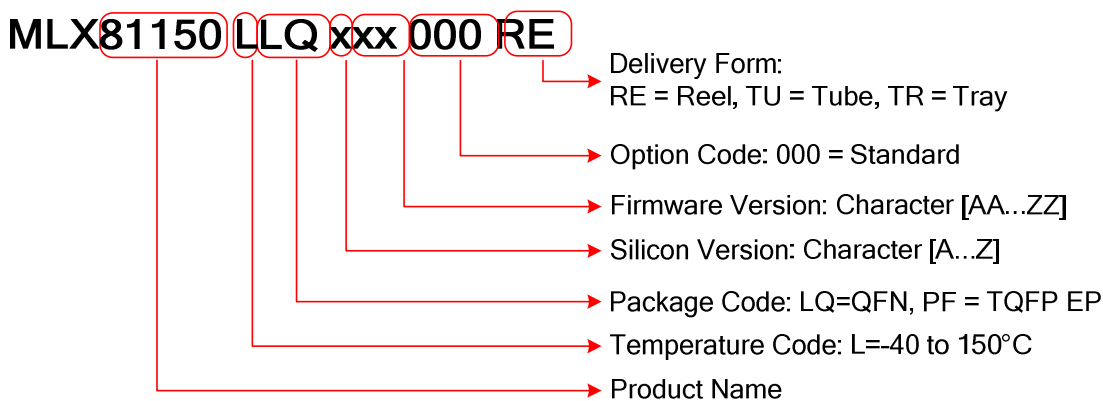 MLX81150 LLQ xxx 000 RE
Delivery Form:
RE = Reel, TU = Tube, TR = Tray
Option Code: 000 = Standard
Firmware Version: Character [AA...ZZ]
Silicon Version: Character [A...Z]
Package Code: LQ=QFN, PF = TQFP EP
Temperature Code: L=-40 to 150°C
Product Name